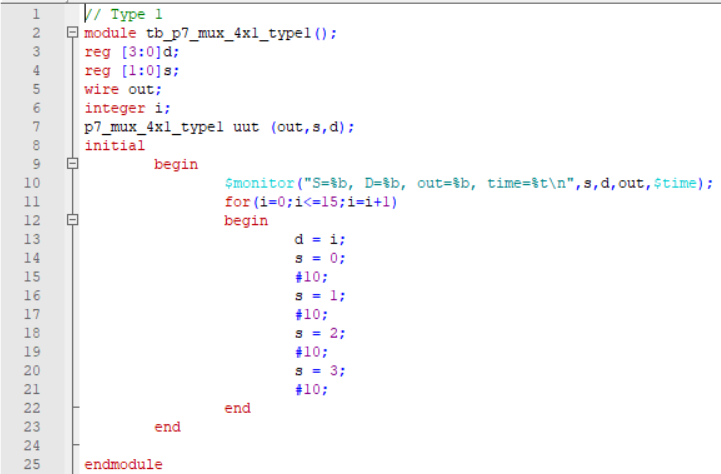 1 // Type 1
2 module tb_p7_mux_4x1_type1();
3 reg [3:0]d;
4 reg [1:0]s;
5 wire out;
6 integer i;
7 p7_mux_4x1_type1 uut (out,s,d);
8 initial
9 begin
10 $monitor("S=%b, D=%b, out=%b, time=%t\n",s,d,out,$time);
11 for(i=0;i<=15;i=i+1)
12 begin
13 d = i;
14 s = 0;
15 #10;
16 s = 1;
17 #10;
18 s = 2;
19 #10;
20 s = 3;
21 #10;
22 end
23 end
24
25 endmodule